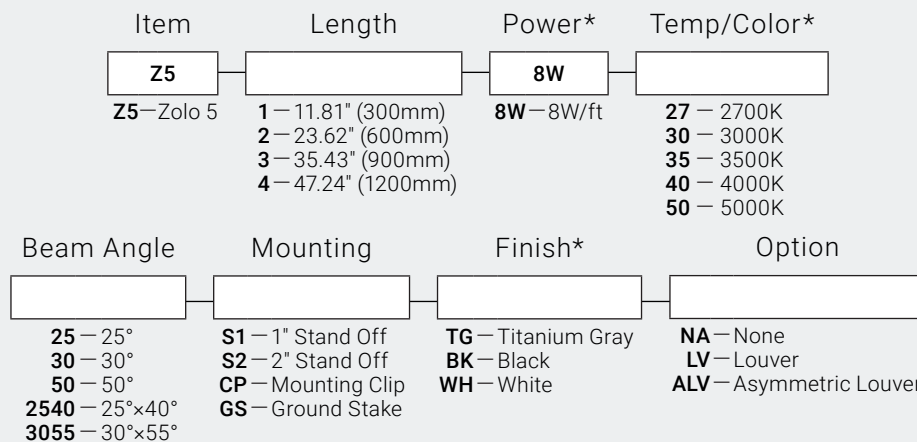 Item Length Power* Temp/Color*
Z5 8W
Z5—Zolo 5 1—11.81" (300mm) 8W—8W/ft 27 — 2700K
2—23.62" (600mm) 30 — 3000K
3—35.43" (900mm) 35 — 3500K
4—47.24" (1200mm) 40 — 4000K
50 — 5000K
Beam Angle Mounting Finish* Option
25—25° S1—1" Stand Off TG—Titanium Gray NA—None
30—30° S2—2" Stand Off BK—Black LV—Louver
50—50° CP—Mounting Clip WH—White ALV—Asymmetric Louver
2540—25°×40° GS—Ground Stake
3055—30°×55°